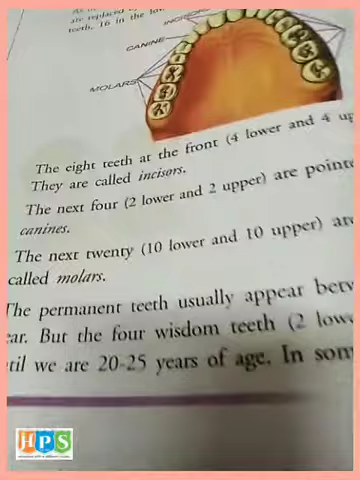 are replaced
teeth. 16 in the low
CANINE
MOLARS
The eight teeth at the front (4 lower and 4 up
They are called incisors.
The next four (2 lower and 2 upper) are pointe
canines.
The next twenty (10 lower and 10 upper) are
called molars.
The permanent teeth usually appear betw
ear. But the four wisdom teeth (2 lowe
til we are 20-25 years of age. In som
HPS